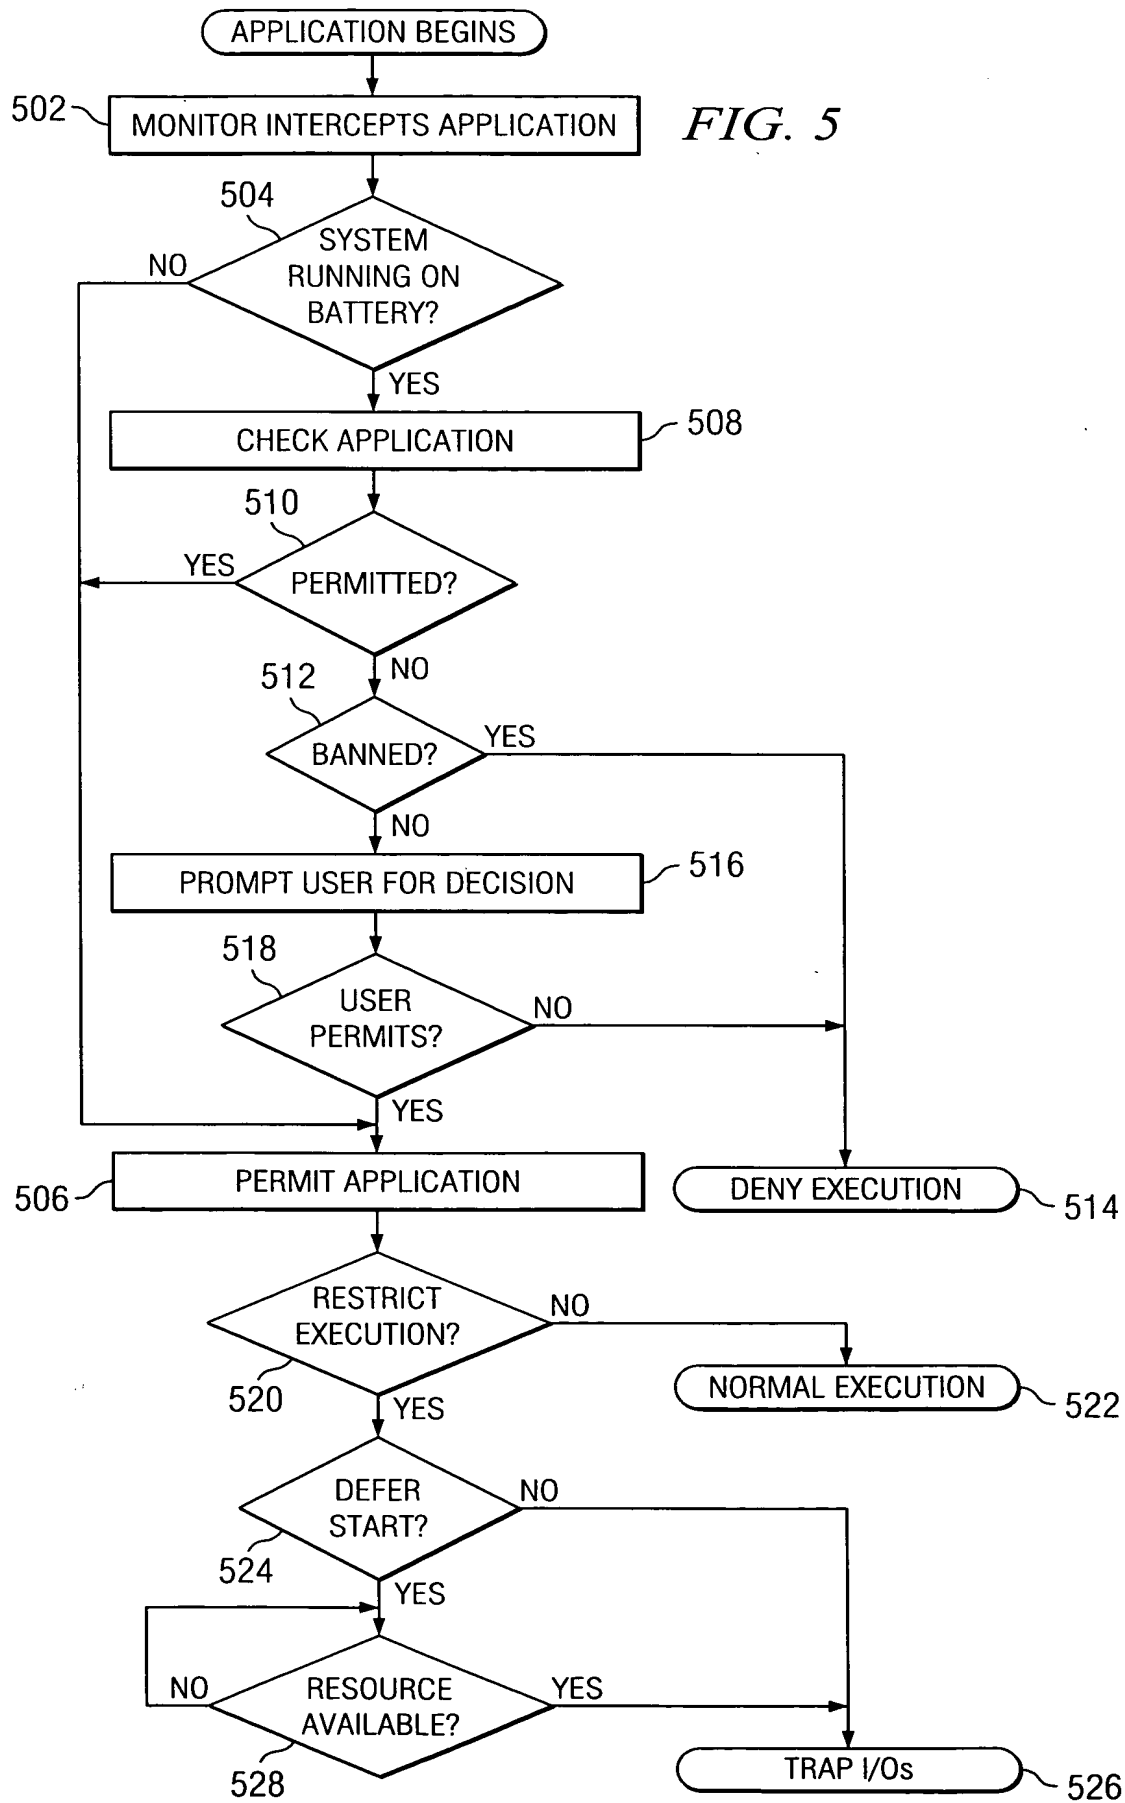 APPLICATION BEGINS
502
MONITOR INTERCEPTS APPLICATION
FIG. 5
504
SYSTEM
RUNNING ON
BATTERY?
NO
YES
CHECK APPLICATION
508
510
YES
PERMITTED?
NO
512
BANNED?
YES
NO
PROMPT USER FOR DECISION
516
518
USER
PERMITS?
NO
YES
506
PERMIT APPLICATION
DENY EXECUTION
514
RESTRICT
EXECUTION?
NO
520
YES
NORMAL EXECUTION
522
DEFER
START?
NO
524
YES
NO
RESOURCE
AVAILABLE?
YES
528
TRAP I/Os
526